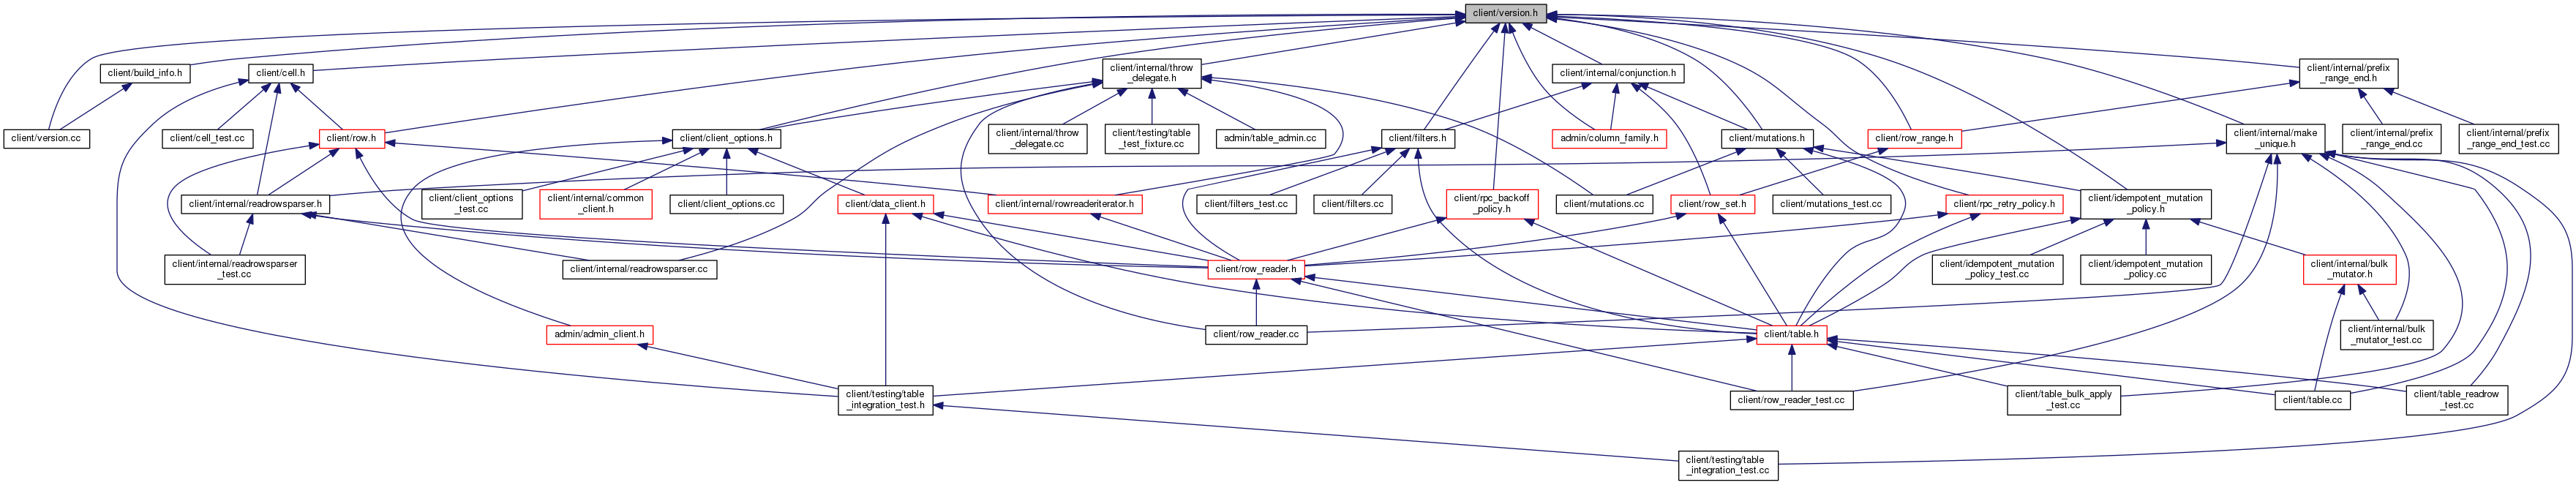 client/version.h
client/build_info.h
client/cell.h
client/internal/throw
_delegate.h
client/internal/conjunction.h
client/internal/prefix
_range_end.h
client/version.cc
client/cell_test.cc
client/row.h
client/client_options.h
client/internal/throw
_delegate.cc
client/testing/table
_test_fixture.cc
admin/table_admin.cc
client/filters.h
admin/column_family.h
client/mutations.h
client/row_range.h
client/internal/make
_unique.h
client/internal/prefix
_range_end.cc
client/internal/prefix
_range_end_test.cc
client/internal/readrowsparser.h
client/client_options
_test.cc
client/internal/common
_client.h
client/client_options.cc
client/data_client.h
client/internal/rowreaderiterator.h
client/filters_test.cc
client/filters.cc
client/rpc_backoff
_policy.h
client/mutations.cc
client/row_set.h
client/mutations_test.cc
client/rpc_retry_policy.h
client/idempotent_mutation
_policy.h
client/internal/readrowsparser
_test.cc
client/internal/readrowsparser.cc
client/row_reader.h
client/idempotent_mutation
_policy_test.cc
client/idempotent_mutation
_policy.cc
client/internal/bulk
_mutator.h
admin/admin_client.h
client/row_reader.cc
client/table.h
client/internal/bulk
_mutator_test.cc
client/testing/table
_integration_test.h
client/row_reader_test.cc
client/table_bulk_apply
_test.cc
client/table.cc
client/table_readrow
_test.cc
client/testing/table
_integration_test.cc